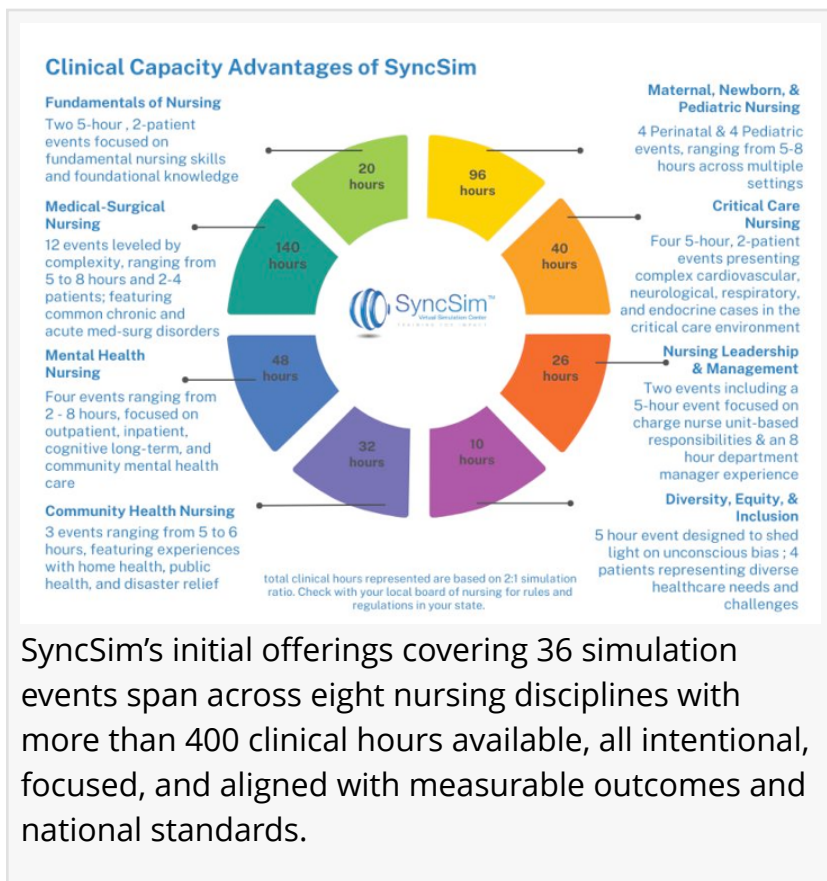 Clinical Capacity Advantages of SyncSim
Fundamentals of Nursing
Two 5-hour , 2-patient
events focused on
fundamental nursing skills
and foundational knowledge
Medical-Surgical
Nursing
12 events leveled by
complexity, ranging from
5 to 8 hours and 2-4
patients; featuring
common chronic and
acute med-surg disorders
Mental Health
Nursing
Four events ranging from
2 - 8 hours, focused on
outpatient, inpatient,
cognitive long-term, and
community mental health
care
Community Health Nursing
3 events ranging from 5 to 6
hours, featuring experiences
with home health, public
health, and disaster relief
20
hours
140
hours
48
hours
32
hours
96
hours
40
hours
26
hours
10
hours
SyncSim™
Virtual Simulation Center
TRAINING FOR IMPACT
Maternal, Newborn, &
Pediatric Nursing
4 Perinatal & 4 Pediatric
events, ranging from 5-8
hours across multiple
settings
Critical Care
Nursing
Four 5-hour, 2-patient
events presenting
complex cardiovascular,
neurological, respiratory,
and endocrine cases in the
critical care environment
Nursing Leadership
& Management
Two events including a
5-hour event focused on
charge nurse unit-based
responsibilities & an 8
hour department
manager experience
Diversity, Equity, &
Inclusion
5 hour event designed to shed
light on unconscious bias ; 4
patients representing diverse
healthcare needs and
challenges
total clinical hours represented are based on 2:1 simulation
ratio. Check with your local board of nursing for rules and
regulations in your state.
SyncSim’s initial offerings covering 36 simulation
events span across eight nursing disciplines with
more than 400 clinical hours available, all intentional,
focused, and aligned with measurable outcomes and
national standards.